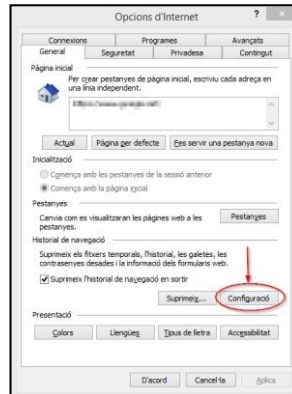 Opcions d'Internet
?
x
Connexions
Programes
Avançats
General
Seguretat
Privadesa
Contingut
Pàgina inicial
Per crear pestanyes de pàgina inicial, escriviu cada adreça en
una línia independent.
Actual
Pàgina per defecte
Fes servir una pestanya nova
Inicialització
Comença amb les pestanyes de la sessió anterior
Comença amb la pàgina inicial
Pestanyes
Canvia com es visualitzaran les pàgines web a les
pestanyes.
Pestanyes
Historial de navegació
Suprimeix els fitxers temporals, l'historial, les galetes, les
contrasenyes desades i la informació dels formularis web.
Suprimeix l'historial de navegació en sortir
Suprimeix...
Configuració
Presentació
Colors
Llengües
Tipus de lletra
Accessibilitat
D'acord
Cancel·la
Aplica